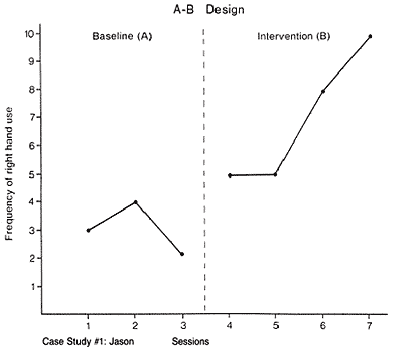 A-B Design
Baseline (A)
Intervention (B)
Frequency of right hand use
10
9
8
7
6
5
4
3
2
1
1 2 3 4 5 6 7
Case Study #1: Jason Sessions